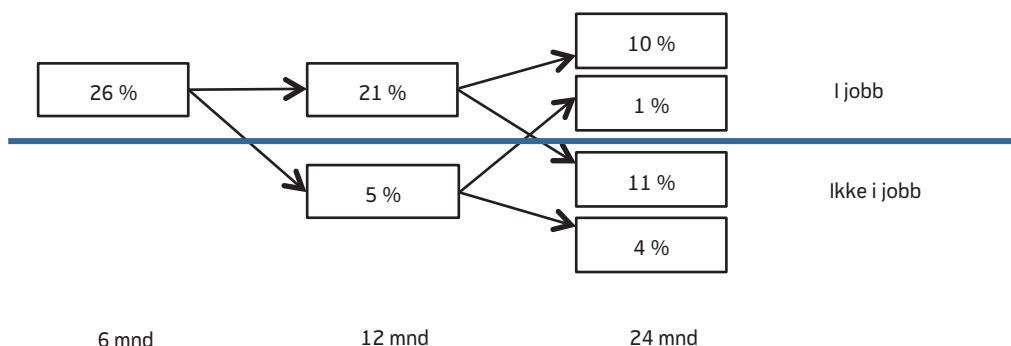 10 %
26 %
21 %
I jobb
1 %
11 %
5 %
Ikke i jobb
4 %
6 mnd
12 mnd
24 mnd